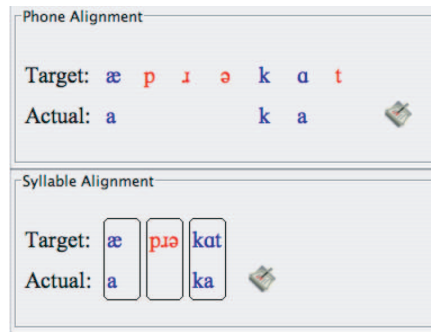 Phone Alignment
Target: æ p ɹ ə k ɑ t
Actual: a k a
Syllable Alignment
Target: æ pɹə kɑt
Actual: a ka